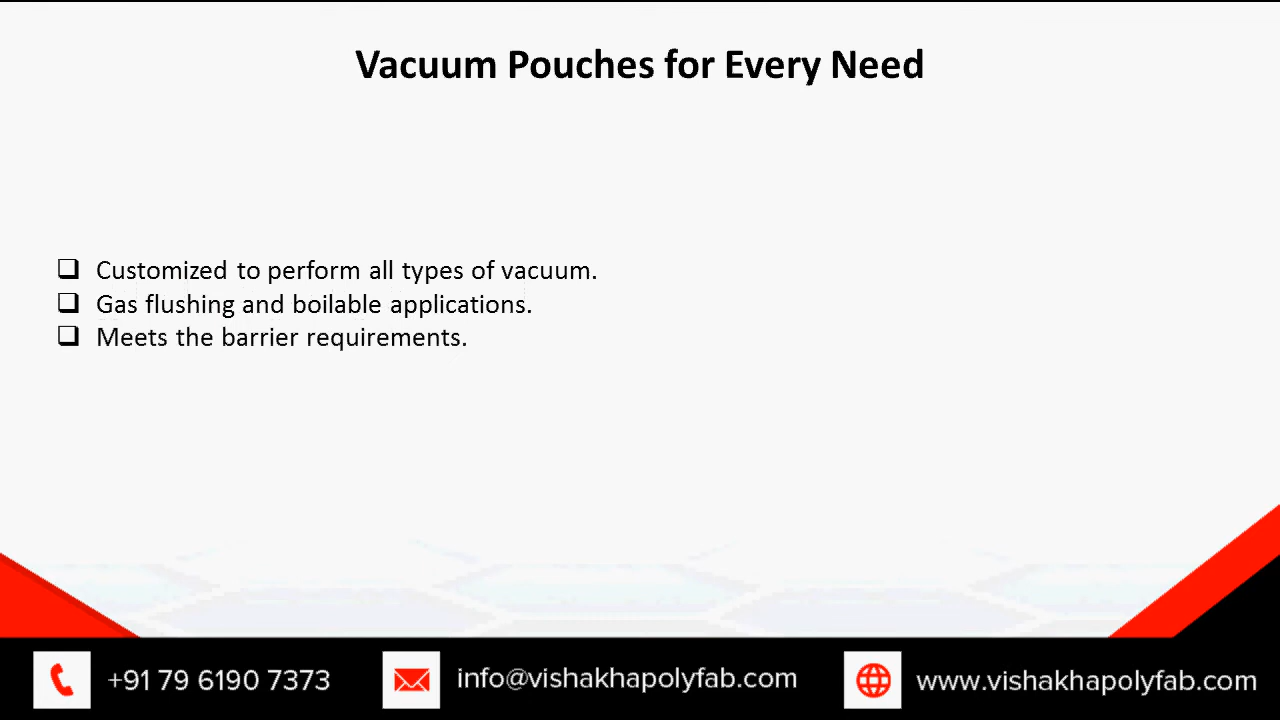 Vacuum Pouches for Every Need
Customized to perform all types of vacuum.
Gas flushing and boilable applications.
Meets the barrier requirements.
+91 79 6190 7373
info@vishakhapolyfab.com
www.vishakhapolyfab.com